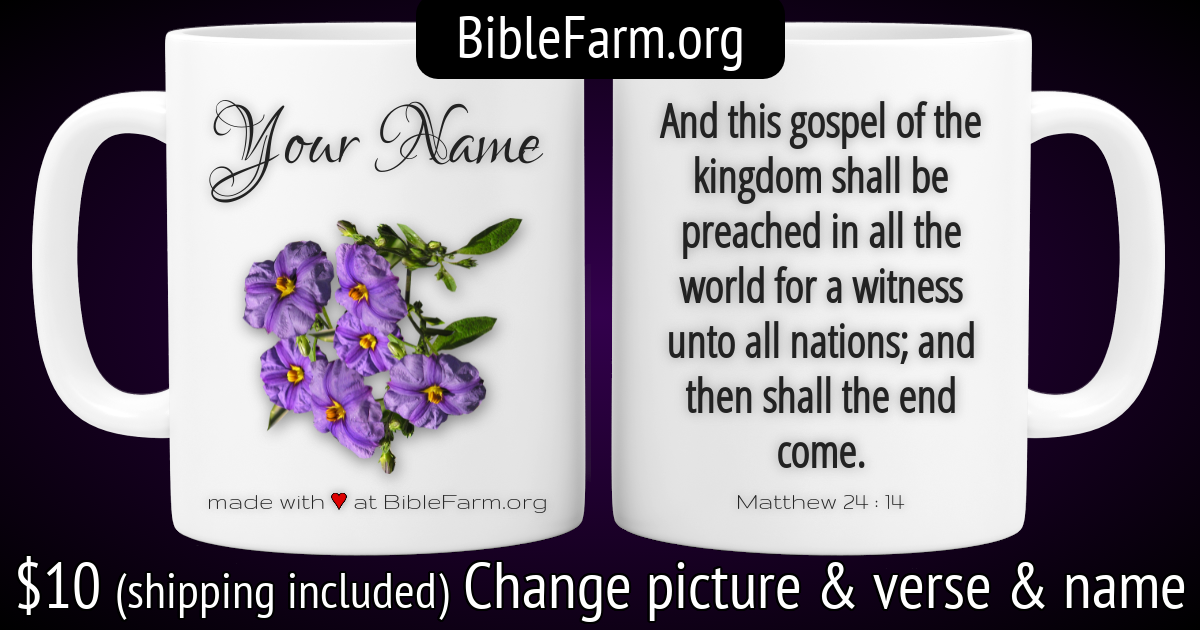 BibleFarm.org
Your Name
made with ♥ at BibleFarm.org
And this gospel of the
kingdom shall be
preached in all the
world for a witness
unto all nations; and
then shall the end
come.
Matthew 24 : 14
$10 (shipping included) Change picture & verse & name